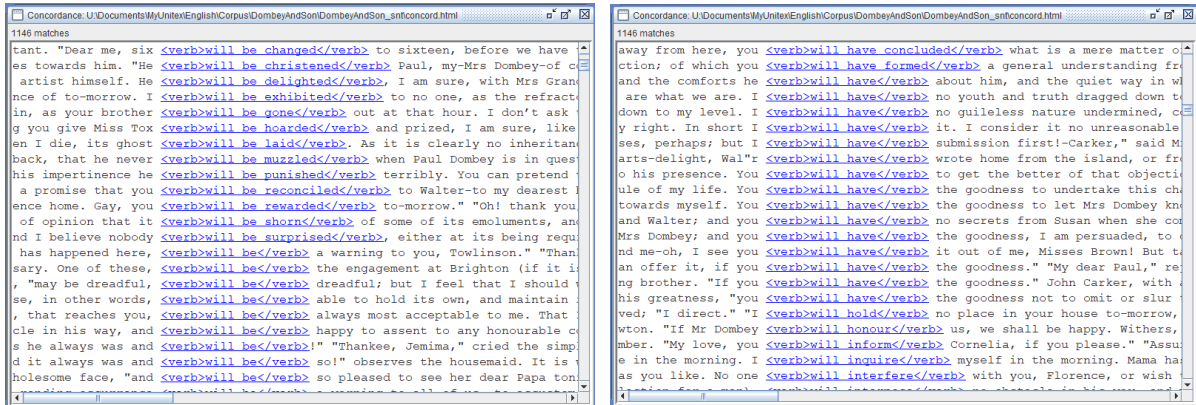 Concordance: U:\Documents\MyUnitex\English\Corpus\DombeyAndSon_snt\concord.html
1146 matches
tant. "Dear me, six <verb>will be changed</verb> to sixteen, before we have
es towards him. "He <verb>will be christened</verb> Paul, my-Mrs Dombey-of c
artist himself. He <verb>will be delighted</verb>, I am sure, with Mrs Gran
nce of to-morrow. I <verb>will be exhibited</verb> to no one, as the refract
in, as your brother <verb>will be gone</verb> out at that hour. I don't ask
g you give Miss Tox <verb>will be hoarded</verb> and prized, I am sure, like
en I die, its ghost <verb>will be laid</verb>. As it is clearly no inheritan
back, that he never <verb>will be muzzled</verb> when Paul Dombey is in ques
his impertinence he <verb>will be punished</verb> terribly. You can pretend
a promise that you <verb>will be reconciled</verb> to Walter-to my dearest
ence home. Gay, you <verb>will be rewarded</verb> to-morrow." "Oh! thank you
of opinion that it <verb>will be shorn</verb> of some of its emoluments, an
nd I believe nobody <verb>will be surprised</verb>, either at its being requ
has happened here, <verb>will be</verb> a warning to you, Towlinson." "Than
sary. One of these, <verb>will be</verb> the engagement at Brighton (if it i
, "may be dreadful, <verb>will be</verb> dreadful; but I feel that I should
se, in other words, <verb>will be</verb> able to hold its own, and maintain
, that reaches you, <verb>will be</verb> always most acceptable to me. That
cle in his way, and <verb>will be</verb> happy to assent to any honourable c
s he always was and <verb>will be</verb>!" "Thankee, Jemima," cried the simp
d it always was and <verb>will be</verb> so!" observes the housemaid. It is
holesome face, "and <verb>will be</verb> so pleased to see her dear Papa ton
Concordance: U:\Documents\MyUnitex\English\Corpus\DombeyAndSon_snt\concord.html
1146 matches
away from here, you <verb>will have concluded</verb> what is a mere matter o
ction; of which you <verb>will have formed</verb> a general understanding fr
and the comforts he <verb>will have</verb> about him, and the quiet way in w
are what we are. I <verb>will have</verb> no youth and truth dragged down t
down to my level. I <verb>will have</verb> no guileless nature undermined, c
y right. In short I <verb>will have</verb> it. I consider it no unreasonable
ses, perhaps; but I <verb>will have</verb> submission first!-Carker," said M
arts-delight, Wal"r <verb>will have</verb> wrote home from the island, or fr
o his presence. You <verb>will have</verb> to get the better of that objecti
ule of my life. You <verb>will have</verb> the goodness to undertake this ch
towards myself. You <verb>will have</verb> the goodness to let Mrs Dombey kn
and Walter; and you <verb>will have</verb> no secrets from Susan when she co
Mrs Dombey; and you <verb>will have</verb> the goodness, I am persuaded, to
nd me-oh, I see you <verb>will have</verb> it out of me, Misses Brown! But t
an offer it, if you <verb>will have</verb> the goodness." "My dear Paul," re
ng brother. "If you <verb>will have</verb> the goodness." John Carker, with
his greatness, "you <verb>will have</verb> the goodness not to omit or slur
ved; "I direct." "I <verb>will hold</verb> no place in your house to-morrow,
wton. "If Mr Dombey <verb>will honour</verb> us, we shall be happy. Withers,
mber. "My love, you <verb>will inform</verb> Cornelia, if you please." "Assu
e in the morning. I <verb>will inquire</verb> myself in the morning. Mama ha
as you like. No one <verb>will interfere</verb> with you, Florence, or wish